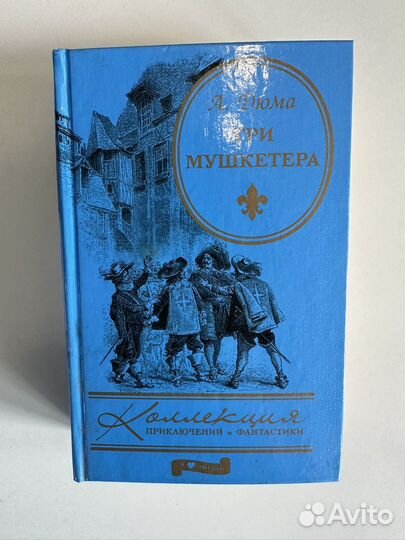 А. Дюма
ТРИ
МУШКЕТЕРА
Коллекция
ПРИКЛЮЧЕНИЙ и ФАНТАСТИКИ
Avito